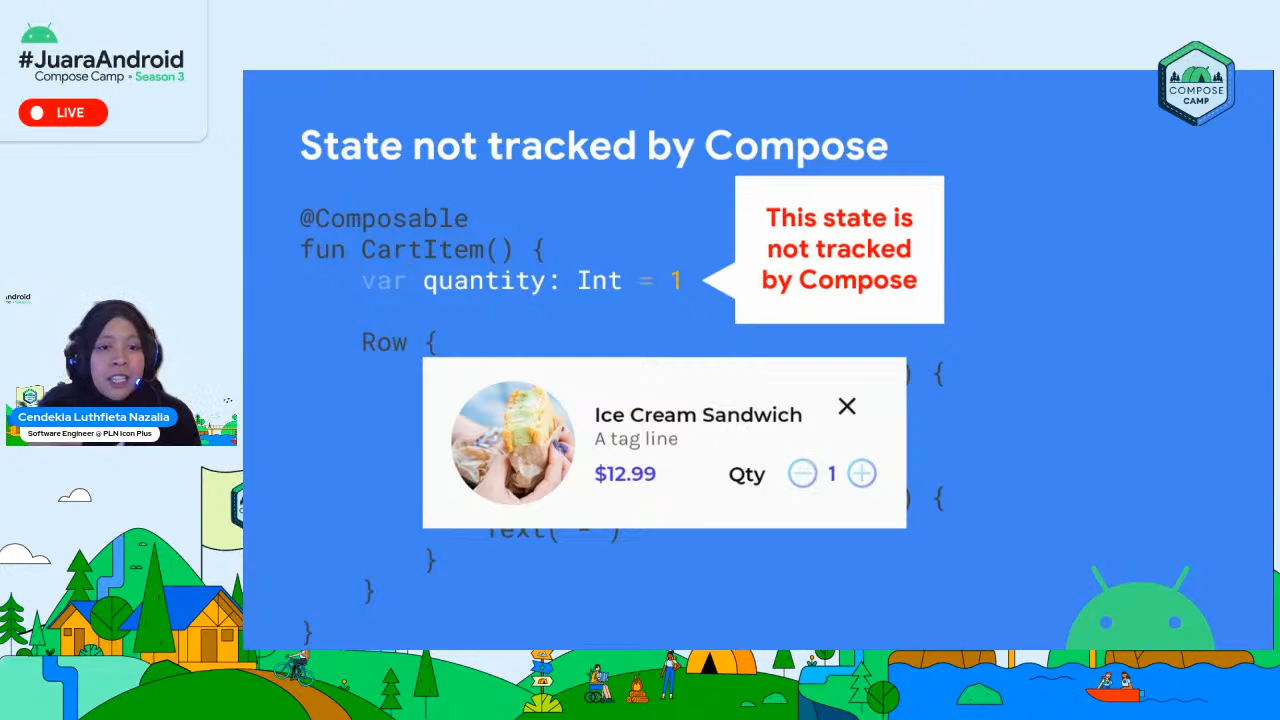 #JuaraAndroid
Compose Camp • Season 3
LIVE
COMPOSE
CAMP
State not tracked by Compose
@Composable
fun CartItem() {
var quantity: Int = 1
This state is
not tracked
by Compose
Row {
) {
Ice Cream Sandwich
A tag line
$12.99
Qty
1
) {
Text("-")
}
}
}
ndroid
Cendekia Luthfieta Nazalia
Software Engineer @ PLN Icon Plus